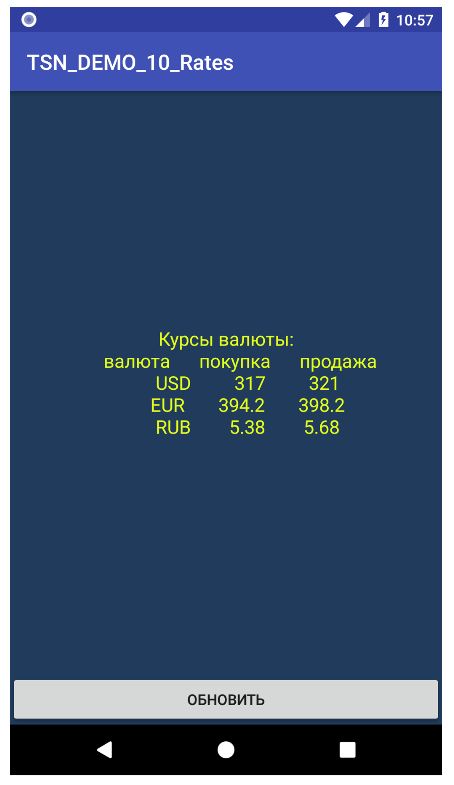 10:57
TSN_DEMO_10_Rates
Курсы валюты:
валюта покупка продажа
USD 317 321
EUR 394.2 398.2
RUB 5.38 5.68
ОБНОВИТЬ